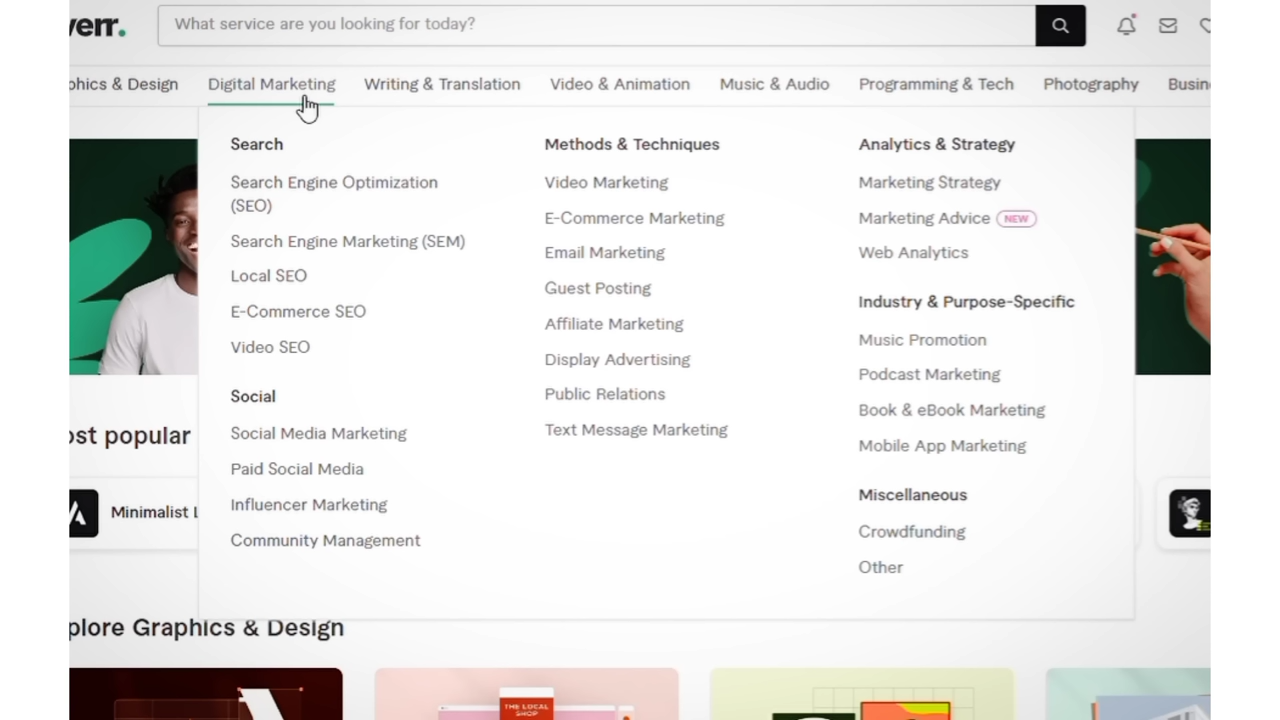 verr.
What service are you looking for today?
phics & Design Digital Marketing Writing & Translation Video & Animation Music & Audio Programming & Tech Photography Busin
Search
Search Engine Optimization
(SEO)
Search Engine Marketing (SEM)
Local SEO
E-Commerce SEO
Video SEO
Social
Social Media Marketing
Paid Social Media
Influencer Marketing
Community Management
Methods & Techniques
Video Marketing
E-Commerce Marketing
Email Marketing
Guest Posting
Affiliate Marketing
Display Advertising
Public Relations
Text Message Marketing
Analytics & Strategy
Marketing Strategy
Marketing Advice NEW
Web Analytics
Industry & Purpose-Specific
Music Promotion
Podcast Marketing
Book & eBook Marketing
Mobile App Marketing
Miscellaneous
Crowdfunding
Other
ost popular
Minimalist L
plore Graphics & Design
THE LOCAL
SHOP